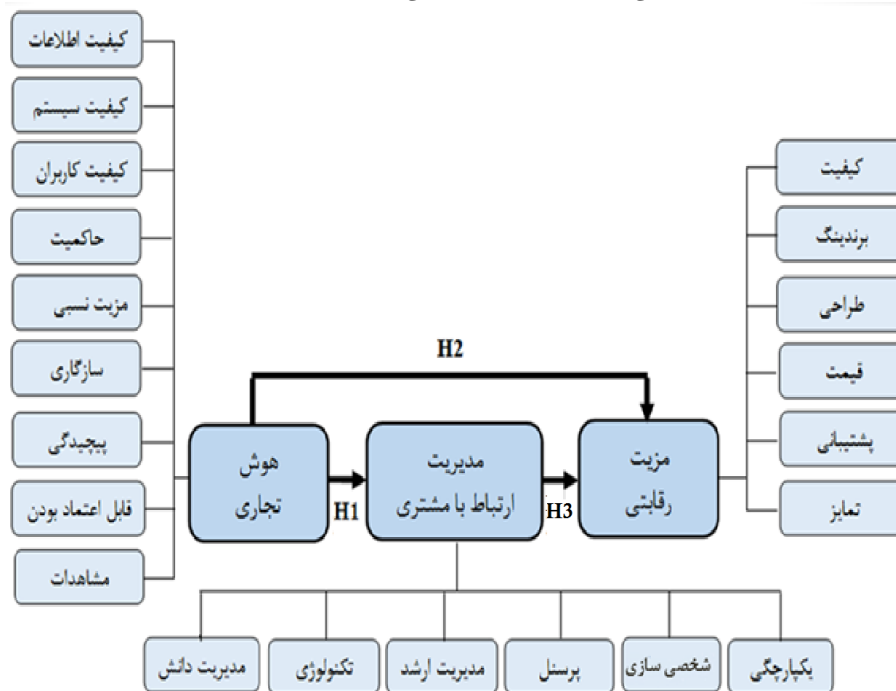 کیفیت اطلاعات
کیفیت سیستم
کیفیت کاربران
حاکمیت
مزیت نسبی
سازگاری
پیچیدگی
قابل اعتماد بودن
مشاهدات
کیفیت
برندینگ
طراحی
قیمت
پشتیبانی
تمایز
H2
هوش
تجاری
H1
مدیریت
ارتباط با مشتری
H3
مزیت
رقابتی
یکپارچگی
شخصی سازی
پرسنل
مدیریت ارشد
تکنولوژی
مدیریت دانش